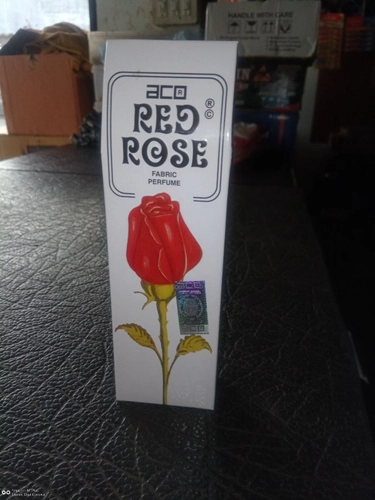 HANDLE WITH CARE
aco
RED ®
ROSE ©
FABRIC
PERFUME